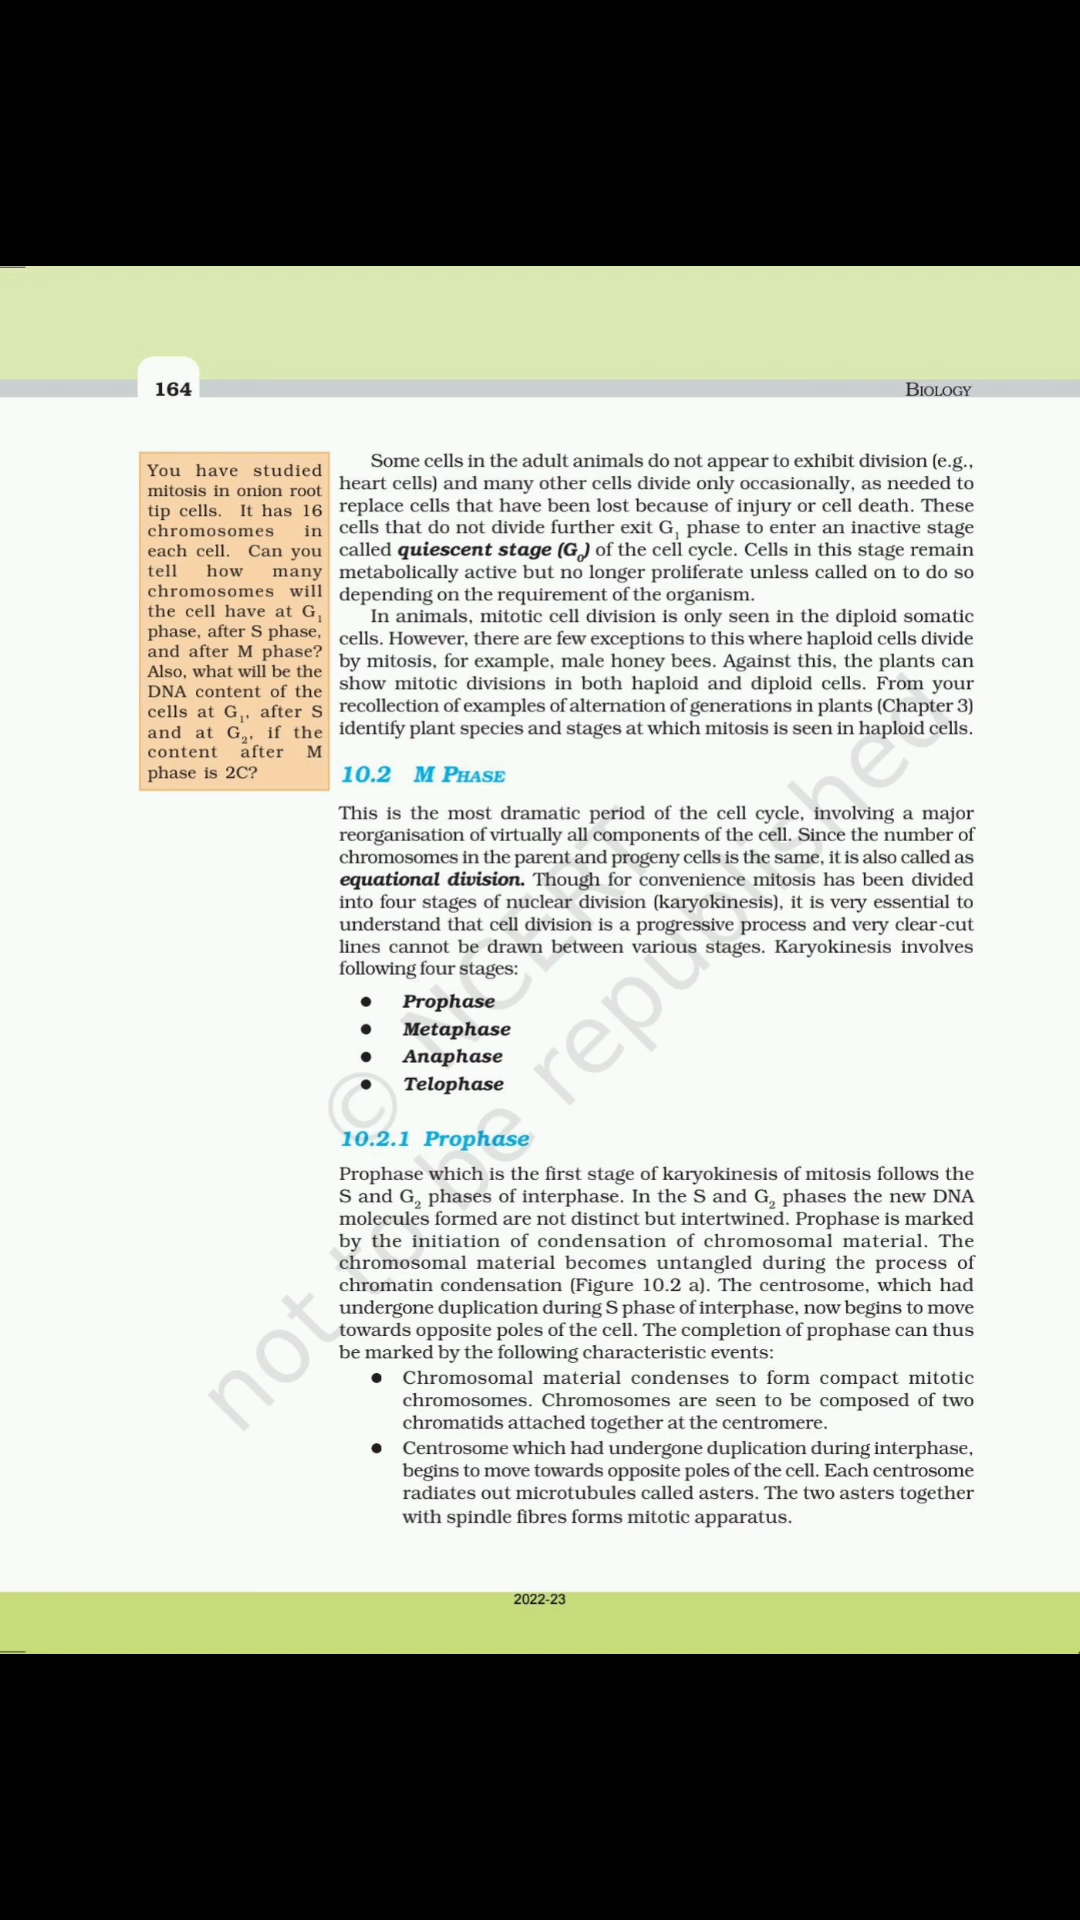 164
BIOLOGY
You have studied
mitosis in onion root
tip cells. It has 16
chromosomes in
each cell. Can you
tell how many
chromosomes will
the cell have at G₁
phase, after S phase,
and after M phase?
Also, what will be the
DNA content of the
cells at G₁, after S
and at G₂, if the
content after M
phase is 2C?
Some cells in the adult animals do not appear to exhibit division (e.g.,
heart cells) and many other cells divide only occasionally, as needed to
replace cells that have been lost because of injury or cell death. These
cells that do not divide further exit G₁ phase to enter an inactive stage
called quiescent stage (G₀) of the cell cycle. Cells in this stage remain
metabolically active but no longer proliferate unless called on to do so
depending on the requirement of the organism.
In animals, mitotic cell division is only seen in the diploid somatic
cells. However, there are few exceptions to this where haploid cells divide
by mitosis, for example, male honey bees. Against this, the plants can
show mitotic divisions in both haploid and diploid cells. From your
recollection of examples of alternation of generations in plants (Chapter 3)
identify plant species and stages at which mitosis is seen in haploid cells.
10.2 M PHASE
This is the most dramatic period of the cell cycle, involving a major
reorganisation of virtually all components of the cell. Since the number of
chromosomes in the parent and progeny cells is the same, it is also called as
equational division. Though for convenience mitosis has been divided
into four stages of nuclear division (karyokinesis), it is very essential to
understand that cell division is a progressive process and very clear-cut
lines cannot be drawn between various stages. Karyokinesis involves
following four stages:
● Prophase
● Metaphase
● Anaphase
● Telophase
10.2.1 Prophase
Prophase which is the first stage of karyokinesis of mitosis follows the
S and G₂ phases of interphase. In the S and G₂ phases the new DNA
molecules formed are not distinct but intertwined. Prophase is marked
by the initiation of condensation of chromosomal material. The
chromosomal material becomes untangled during the process of
chromatin condensation (Figure 10.2 a). The centrosome, which had
undergone duplication during S phase of interphase, now begins to move
towards opposite poles of the cell. The completion of prophase can thus
be marked by the following characteristic events:
● Chromosomal material condenses to form compact mitotic
chromosomes. Chromosomes are seen to be composed of two
chromatids attached together at the centromere.
● Centrosome which had undergone duplication during interphase,
begins to move towards opposite poles of the cell. Each centrosome
radiates out microtubules called asters. The two asters together
with spindle fibres forms mitotic apparatus.
© NCERT
not to be republished
2022-23